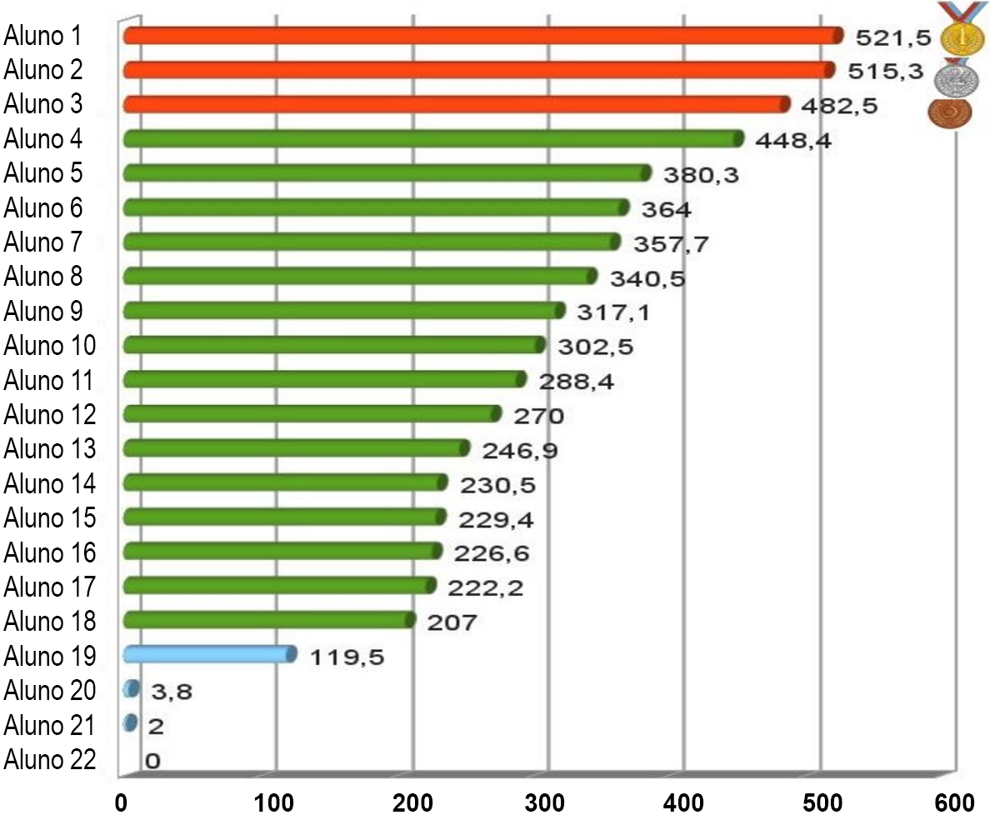 Aluno 1 521,5 1
Aluno 2 515,3 2
Aluno 3 482,5 3
Aluno 4 448,4
Aluno 5 380,3
Aluno 6 364
Aluno 7 357,7
Aluno 8 340,5
Aluno 9 317,1
Aluno 10 302,5
Aluno 11 288,4
Aluno 12 270
Aluno 13 246,9
Aluno 14 230,5
Aluno 15 229,4
Aluno 16 226,6
Aluno 17 222,2
Aluno 18 207
Aluno 19 119,5
Aluno 20 3,8
Aluno 21 2
Aluno 22 0
0 100 200 300 400 500 600